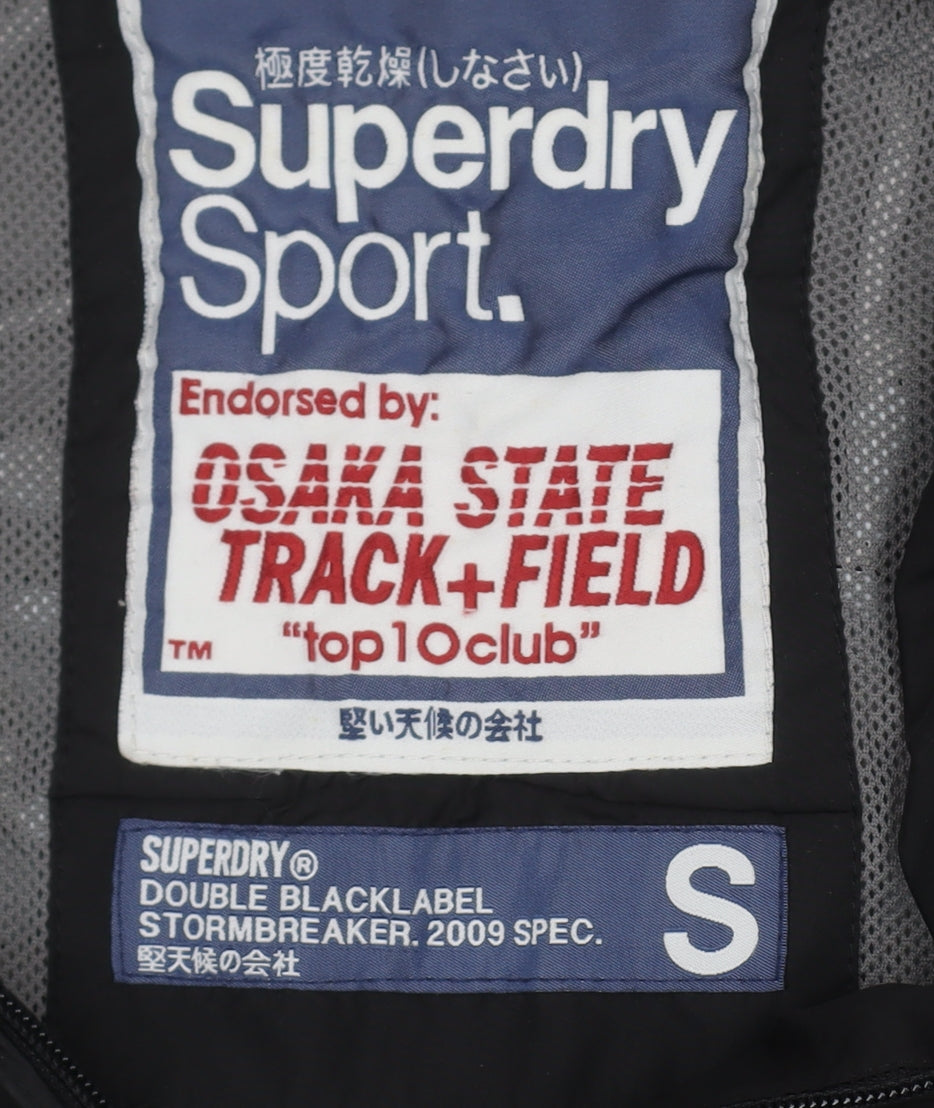 極度乾燥(しなさい)
Superdry
Sport.
Endorsed by:
OSAKA STATE
TRACK+FIELD
TM "top10club"
堅い天候の会社
SUPERDRY®
DOUBLE BLACKLABEL
STORMBREAKER. 2009 SPEC.
堅天候の会社
S